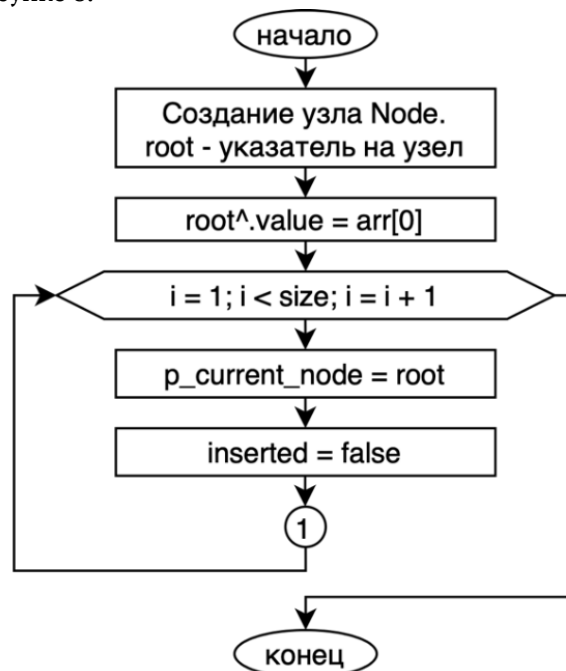 начало
Создание узла Node.
root - указатель на узел
root^.value = arr[0]
i = 1; i < size; i = i + 1
p_current_node = root
inserted = false
1
конец